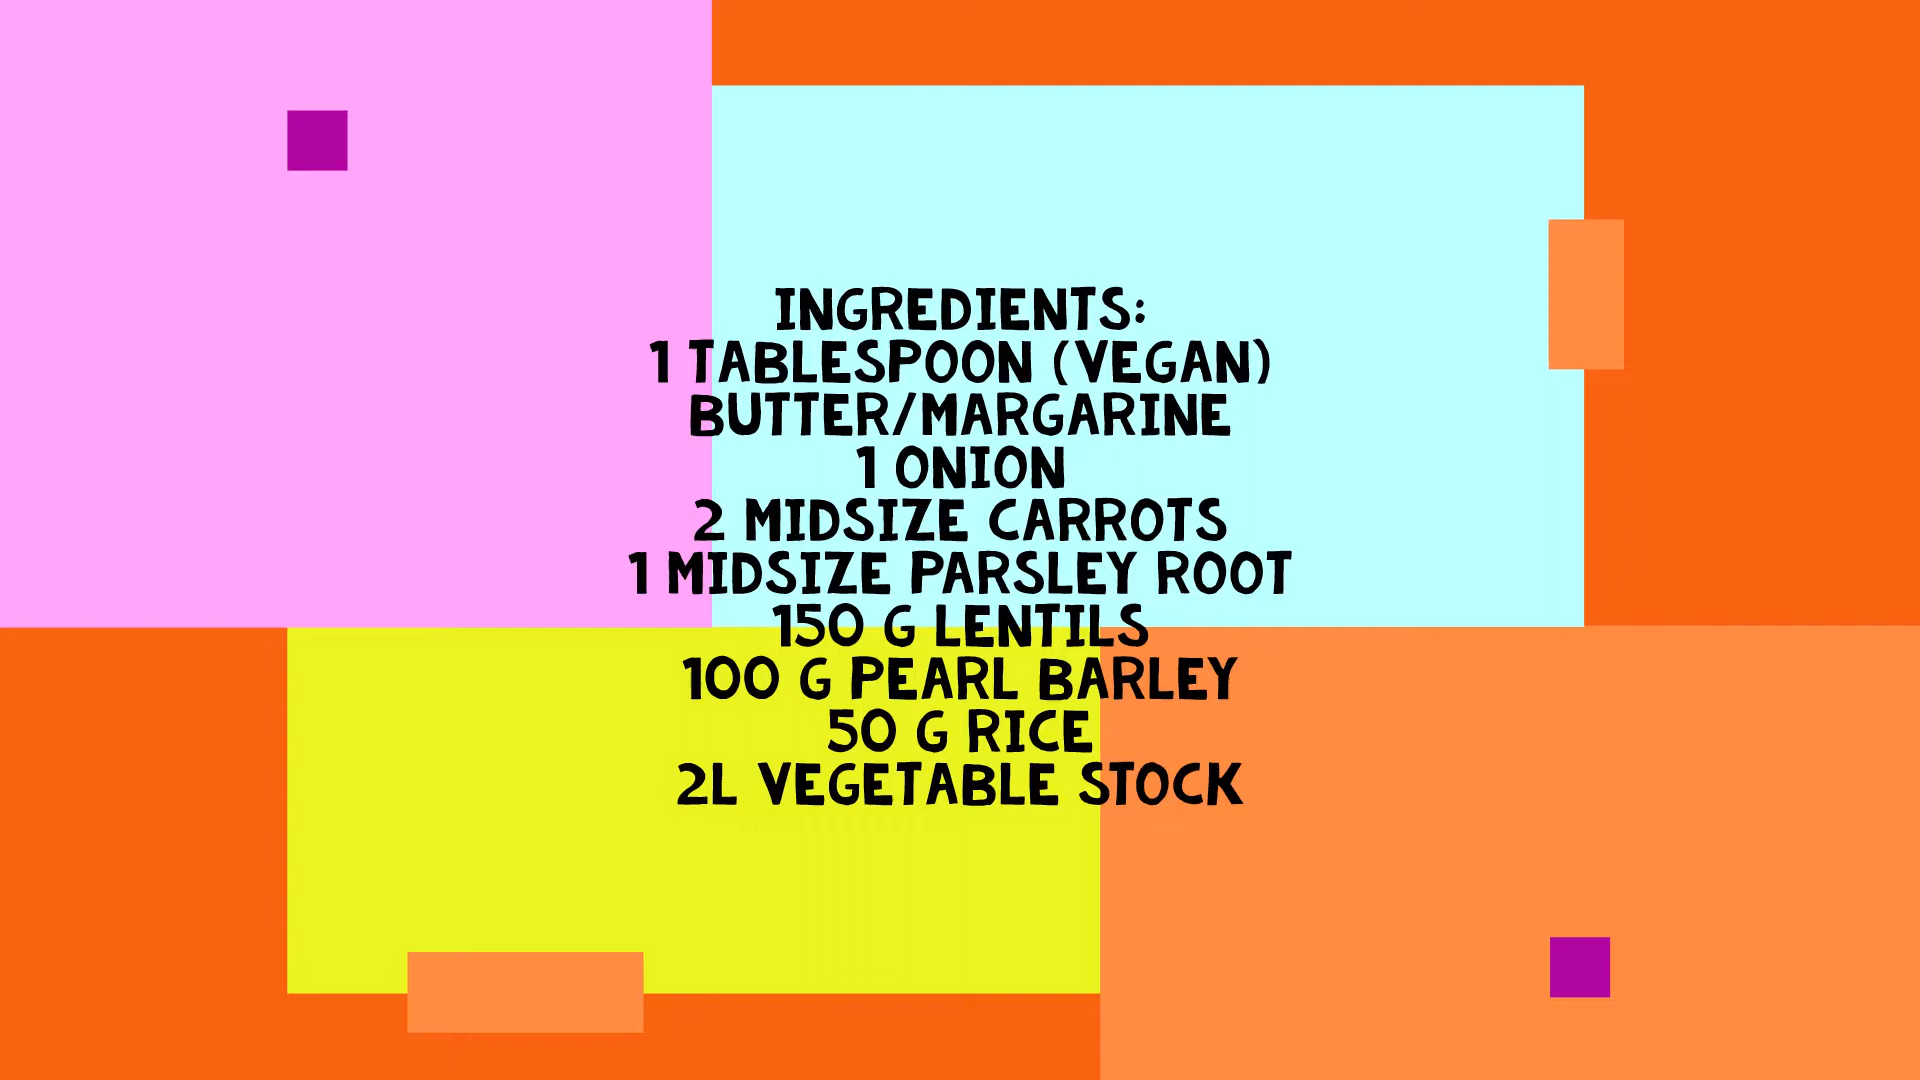 INGREDIENTS:
1 TABLESPOON (VEGAN)
BUTTER/MARGARINE
1 ONION
2 MIDSIZE CARROTS
1 MIDSIZE PARSLEY ROOT
150 G LENTILS
100 G PEARL BARLEY
50 G RICE
2L VEGETABLE STOCK